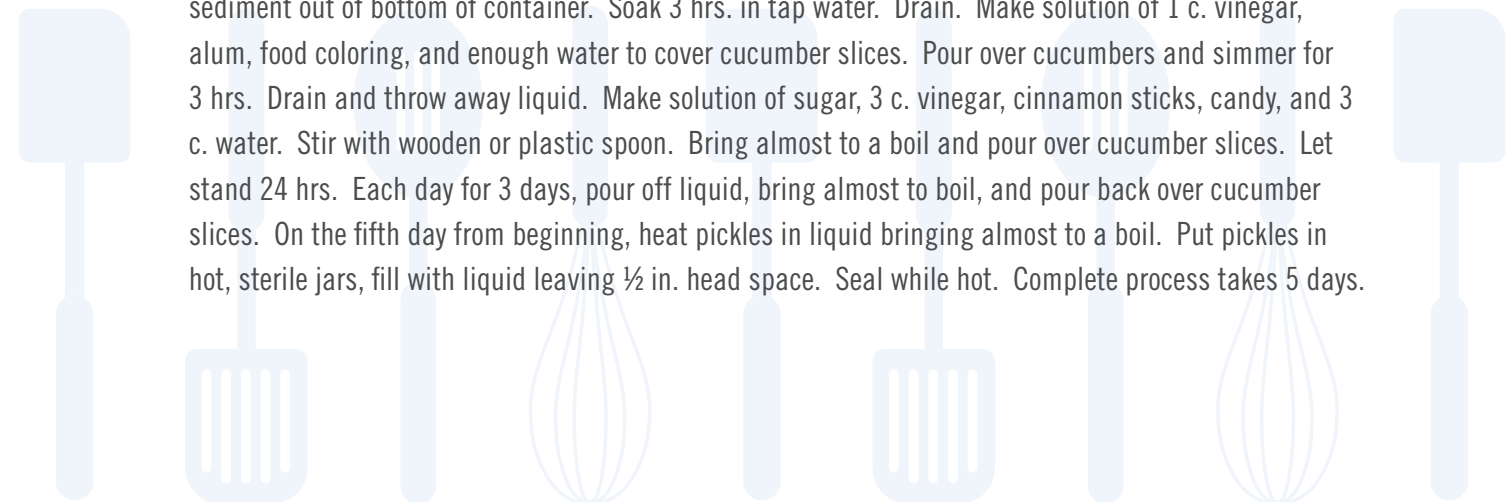 sediment out of bottom of container.  Soak 3 hrs. in tap water.  Drain.  Make solution of 1 c. vinegar,
alum, food coloring, and enough water to cover cucumber slices.  Pour over cucumbers and simmer for
3 hrs.  Drain and throw away liquid.  Make solution of sugar, 3 c. vinegar, cinnamon sticks, candy, and 3
c. water.  Stir with wooden or plastic spoon.  Bring almost to a boil and pour over cucumber slices.  Let
stand 24 hrs.  Each day for 3 days, pour off liquid, bring almost to boil, and pour back over cucumber
slices.  On the fifth day from beginning, heat pickles in liquid bringing almost to a boil.  Put pickles in
hot, sterile jars, fill with liquid leaving ½ in. head space.  Seal while hot.  Complete process takes 5 days.